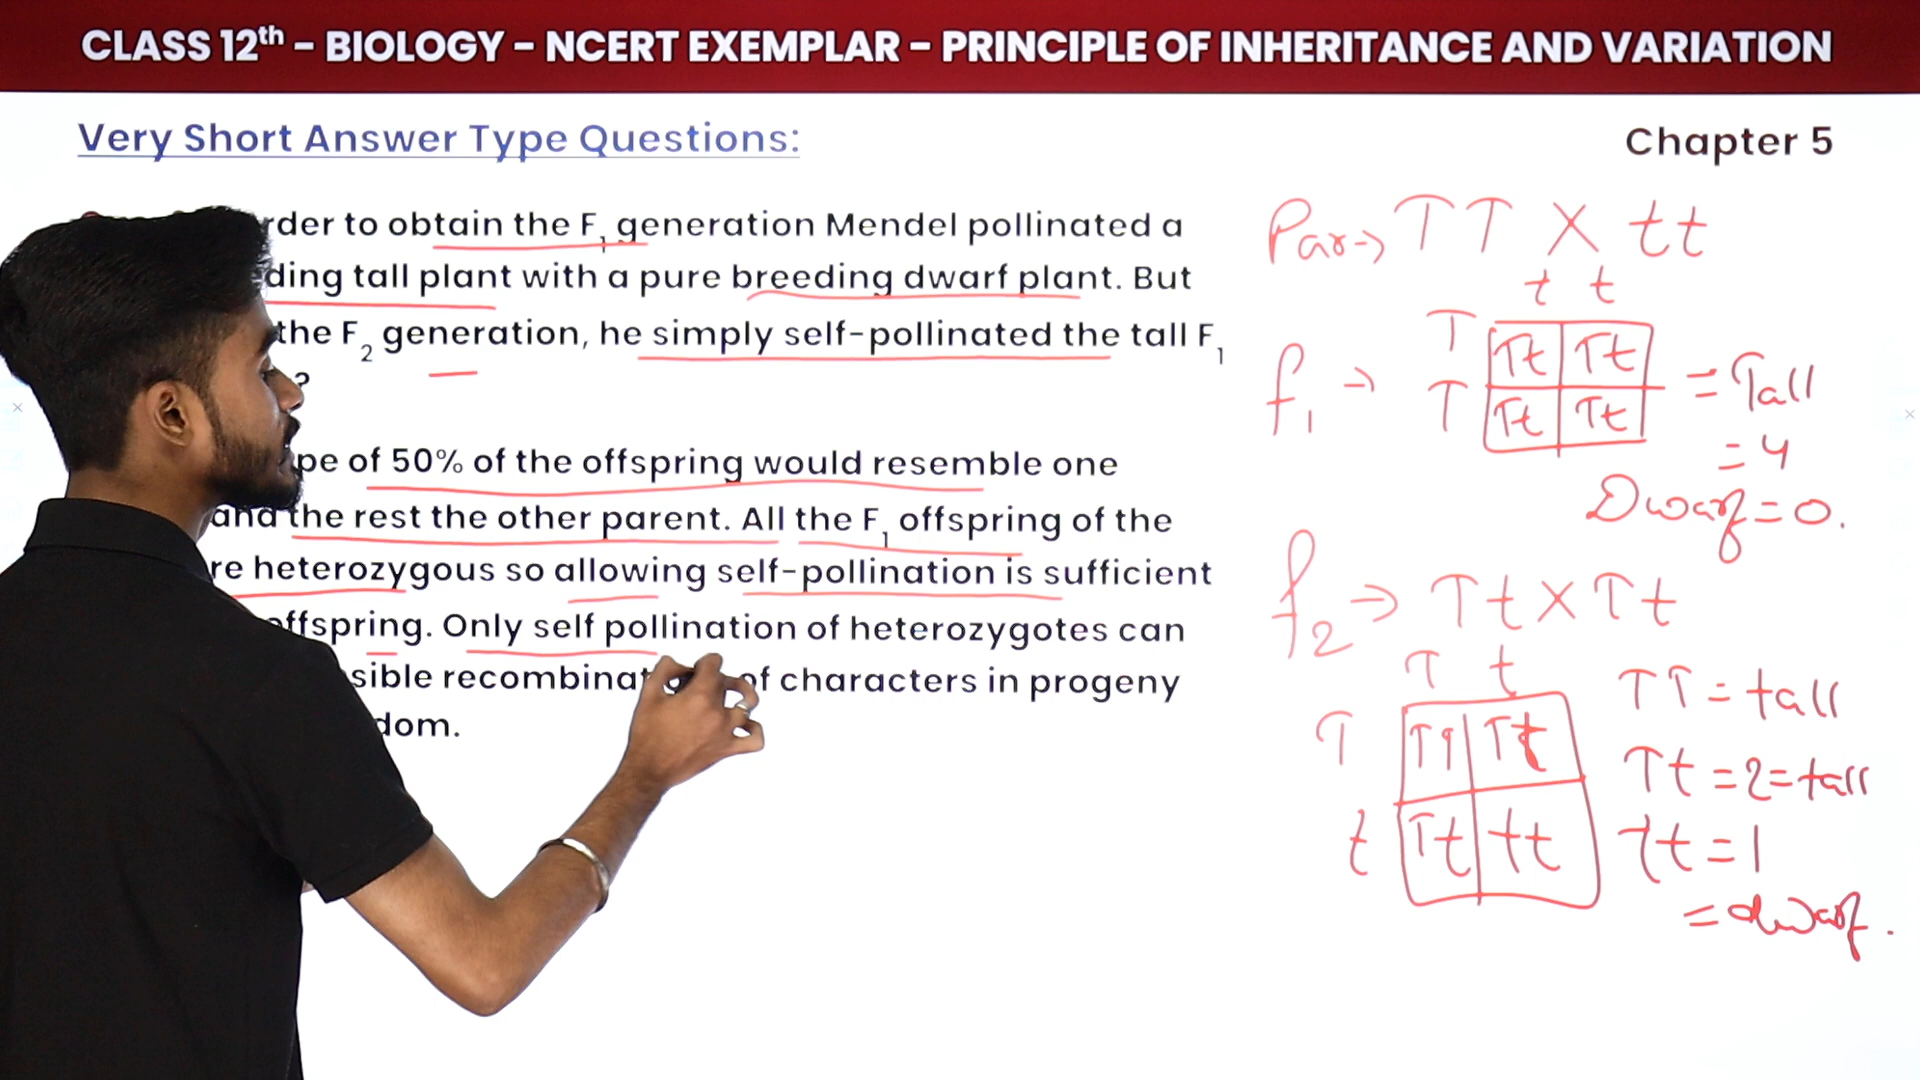 CLASS 12th – BIOLOGY – NCERT EXEMPLAR – PRINCIPLE OF INHERITANCE AND VARIATION
Very Short Answer Type Questions:
Chapter 5
rder to obtain the F1 generation Mendel pollinated a
ding tall plant with a pure breeding dwarf plant. But
the F2 generation, he simply self-pollinated the tall F1
?
pe of 50% of the offspring would resemble one
and the rest the other parent. All the F1 offspring of the
re heterozygous so allowing self-pollination is sufficient
offspring. Only self pollination of heterozygotes can
sible recombinat of characters in progeny
dom.
Par→ TT X tt
t t
T Tt Tt
f1 → = Tall
T Tt Tt
= 4
Dwarf = 0.
f2 → Tt X Tt
T t
TT = tall
T TT Tt
Tt = 2 = tall
t Tt tt
tt = 1
= dwarf.